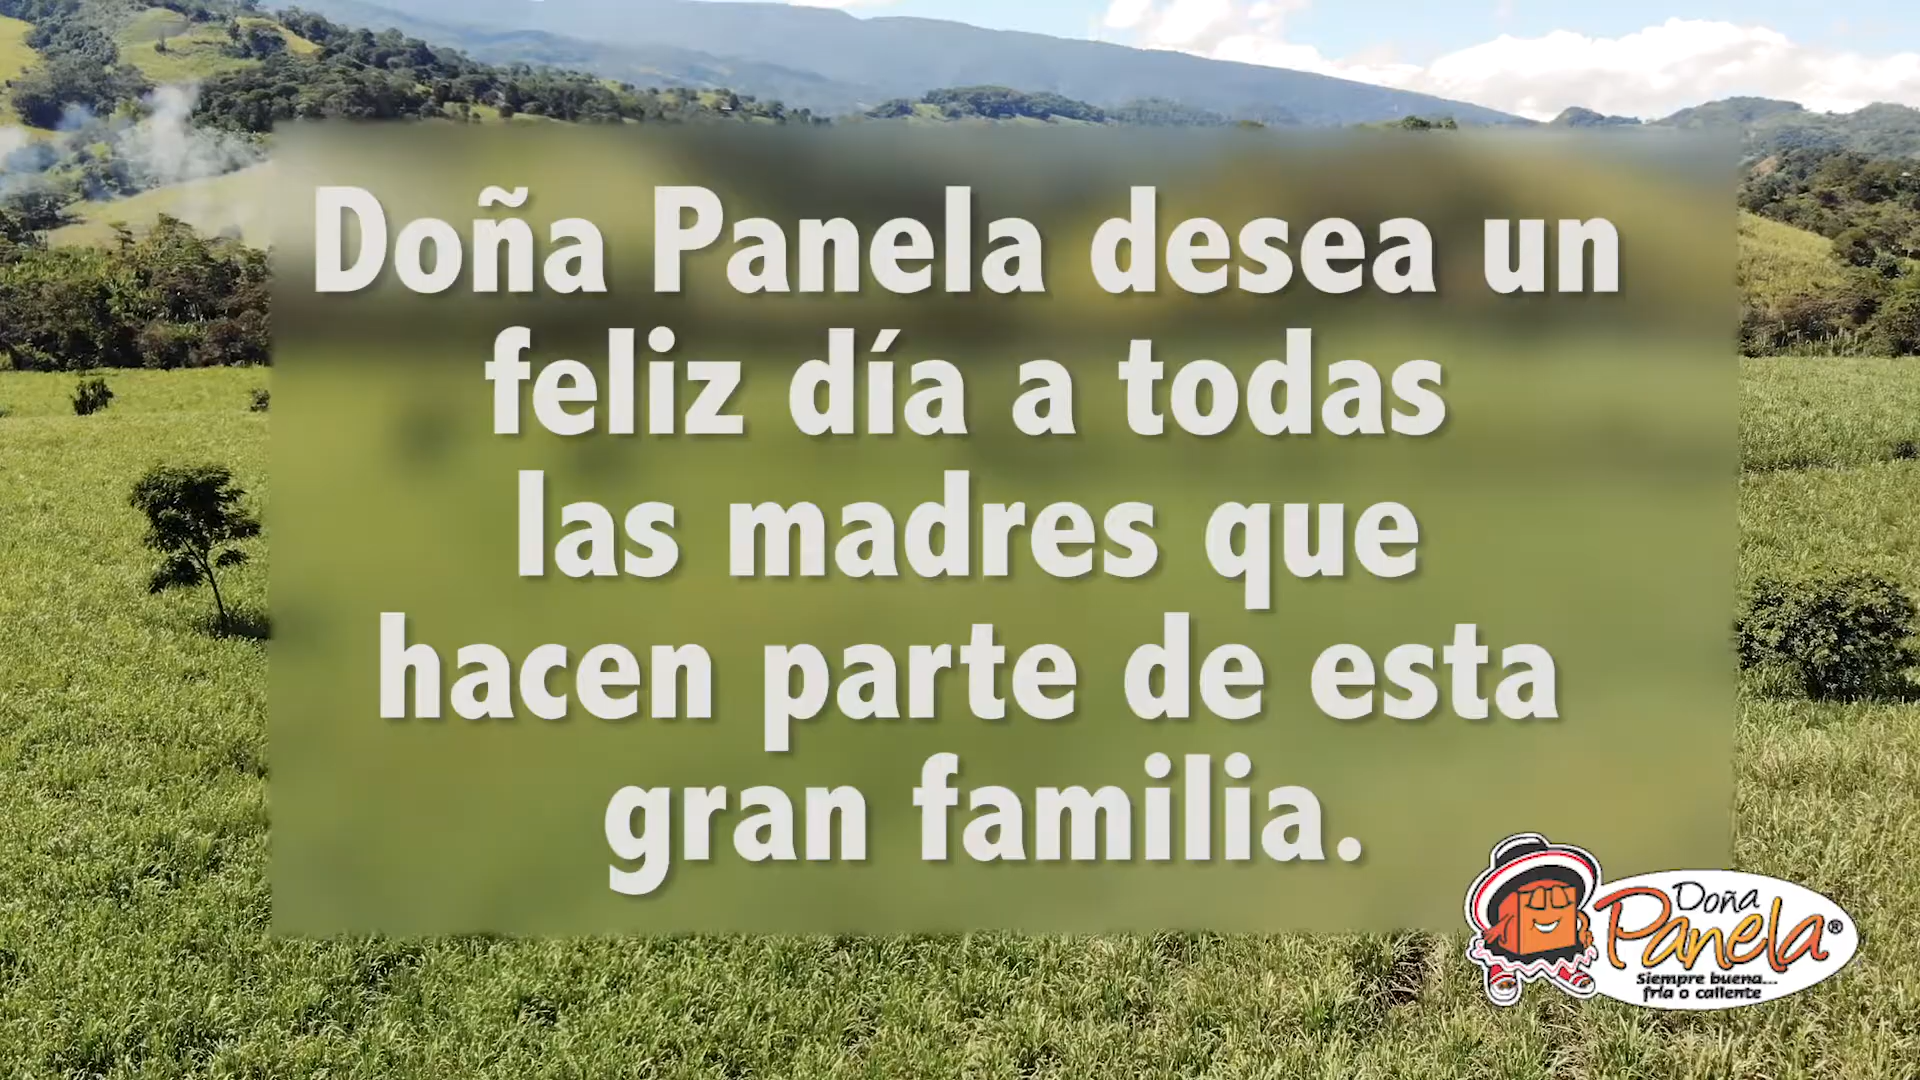 Doña Panela desea un
feliz día a todas
las madres que
hacen parte de esta
gran familia.
Doña
Panela®
Siempre buena...
fría o caliente